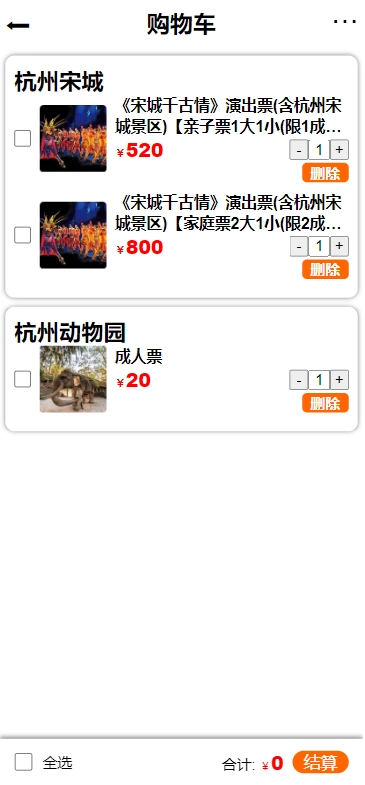 购物车
...
杭州宋城
《宋城千古情》演出票(含杭州宋
城景区)【亲子票1大1小(限1成...
¥520
- 1 +
删除
《宋城千古情》演出票(含杭州宋
城景区)【家庭票2大1小(限2成...
¥800
- 1 +
删除
杭州动物园
成人票
¥20
- 1 +
删除
全选 合计: ¥0 结算